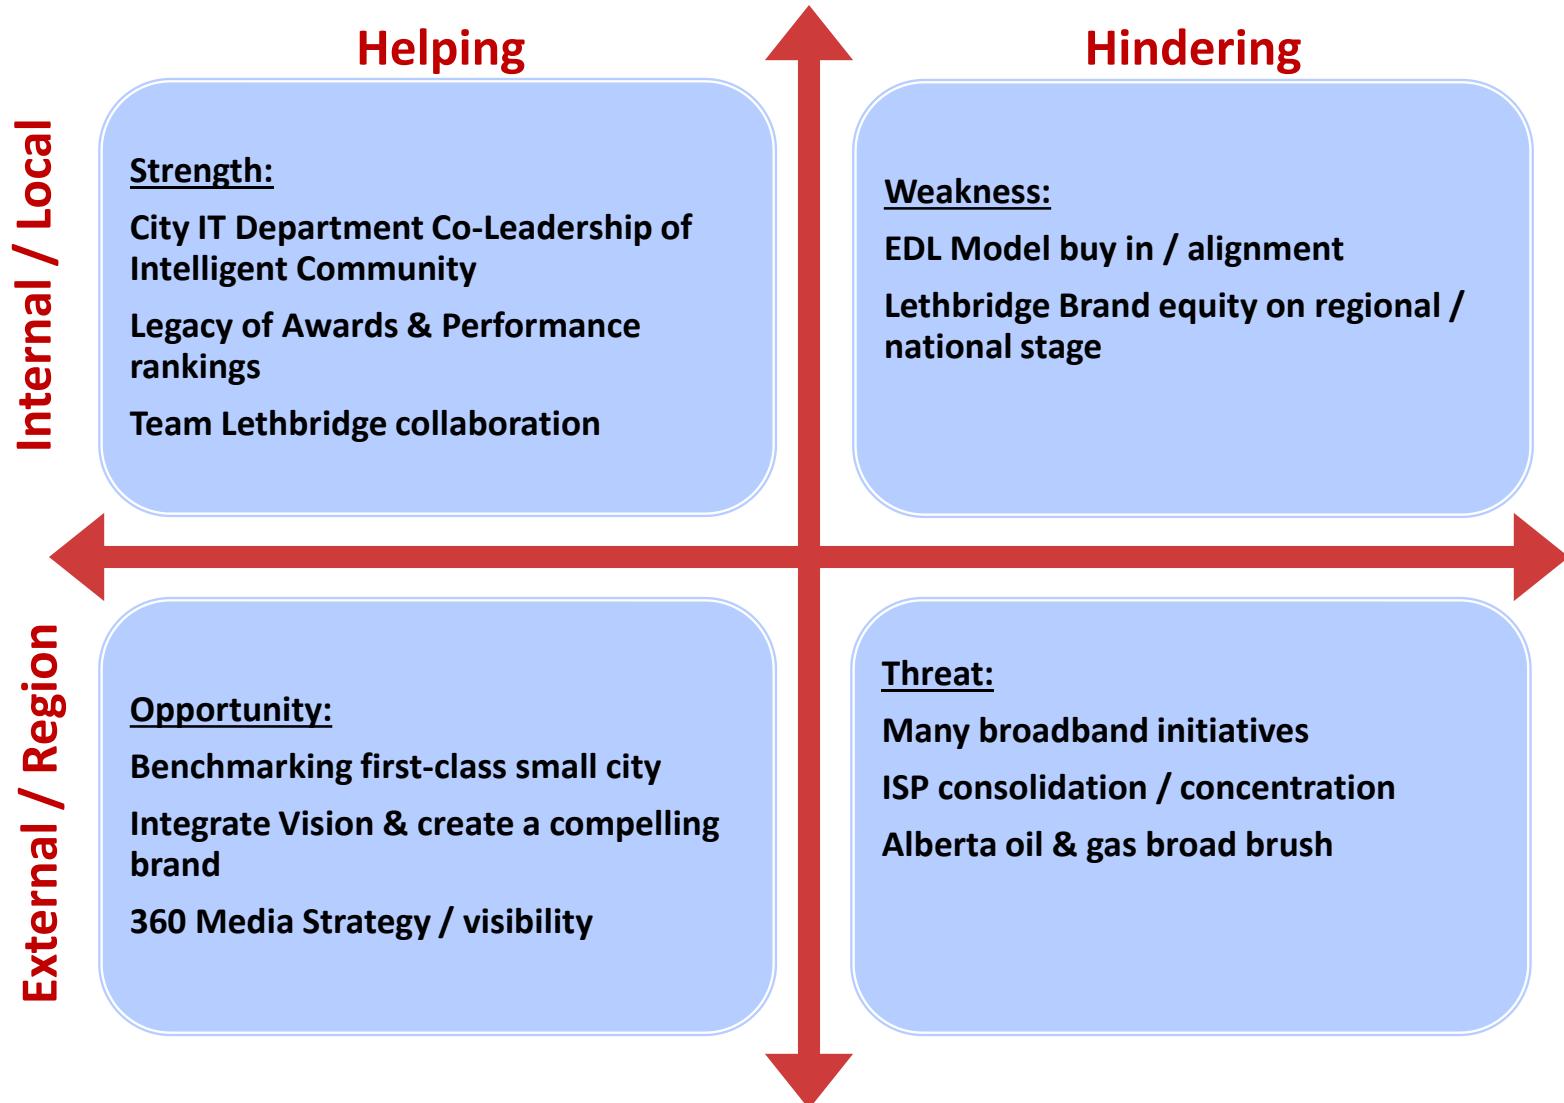 Helping
Hindering
Internal / Local
Strength:
City IT Department Co-Leadership of
Intelligent Community
Legacy of Awards & Performance
rankings
Team Lethbridge collaboration
Weakness:
EDL Model buy in / alignment
Lethbridge Brand equity on regional /
national stage
External / Region
Opportunity:
Benchmarking first-class small city
Integrate Vision & create a compelling
brand
360 Media Strategy / visibility
Threat:
Many broadband initiatives
ISP consolidation / concentration
Alberta oil & gas broad brush